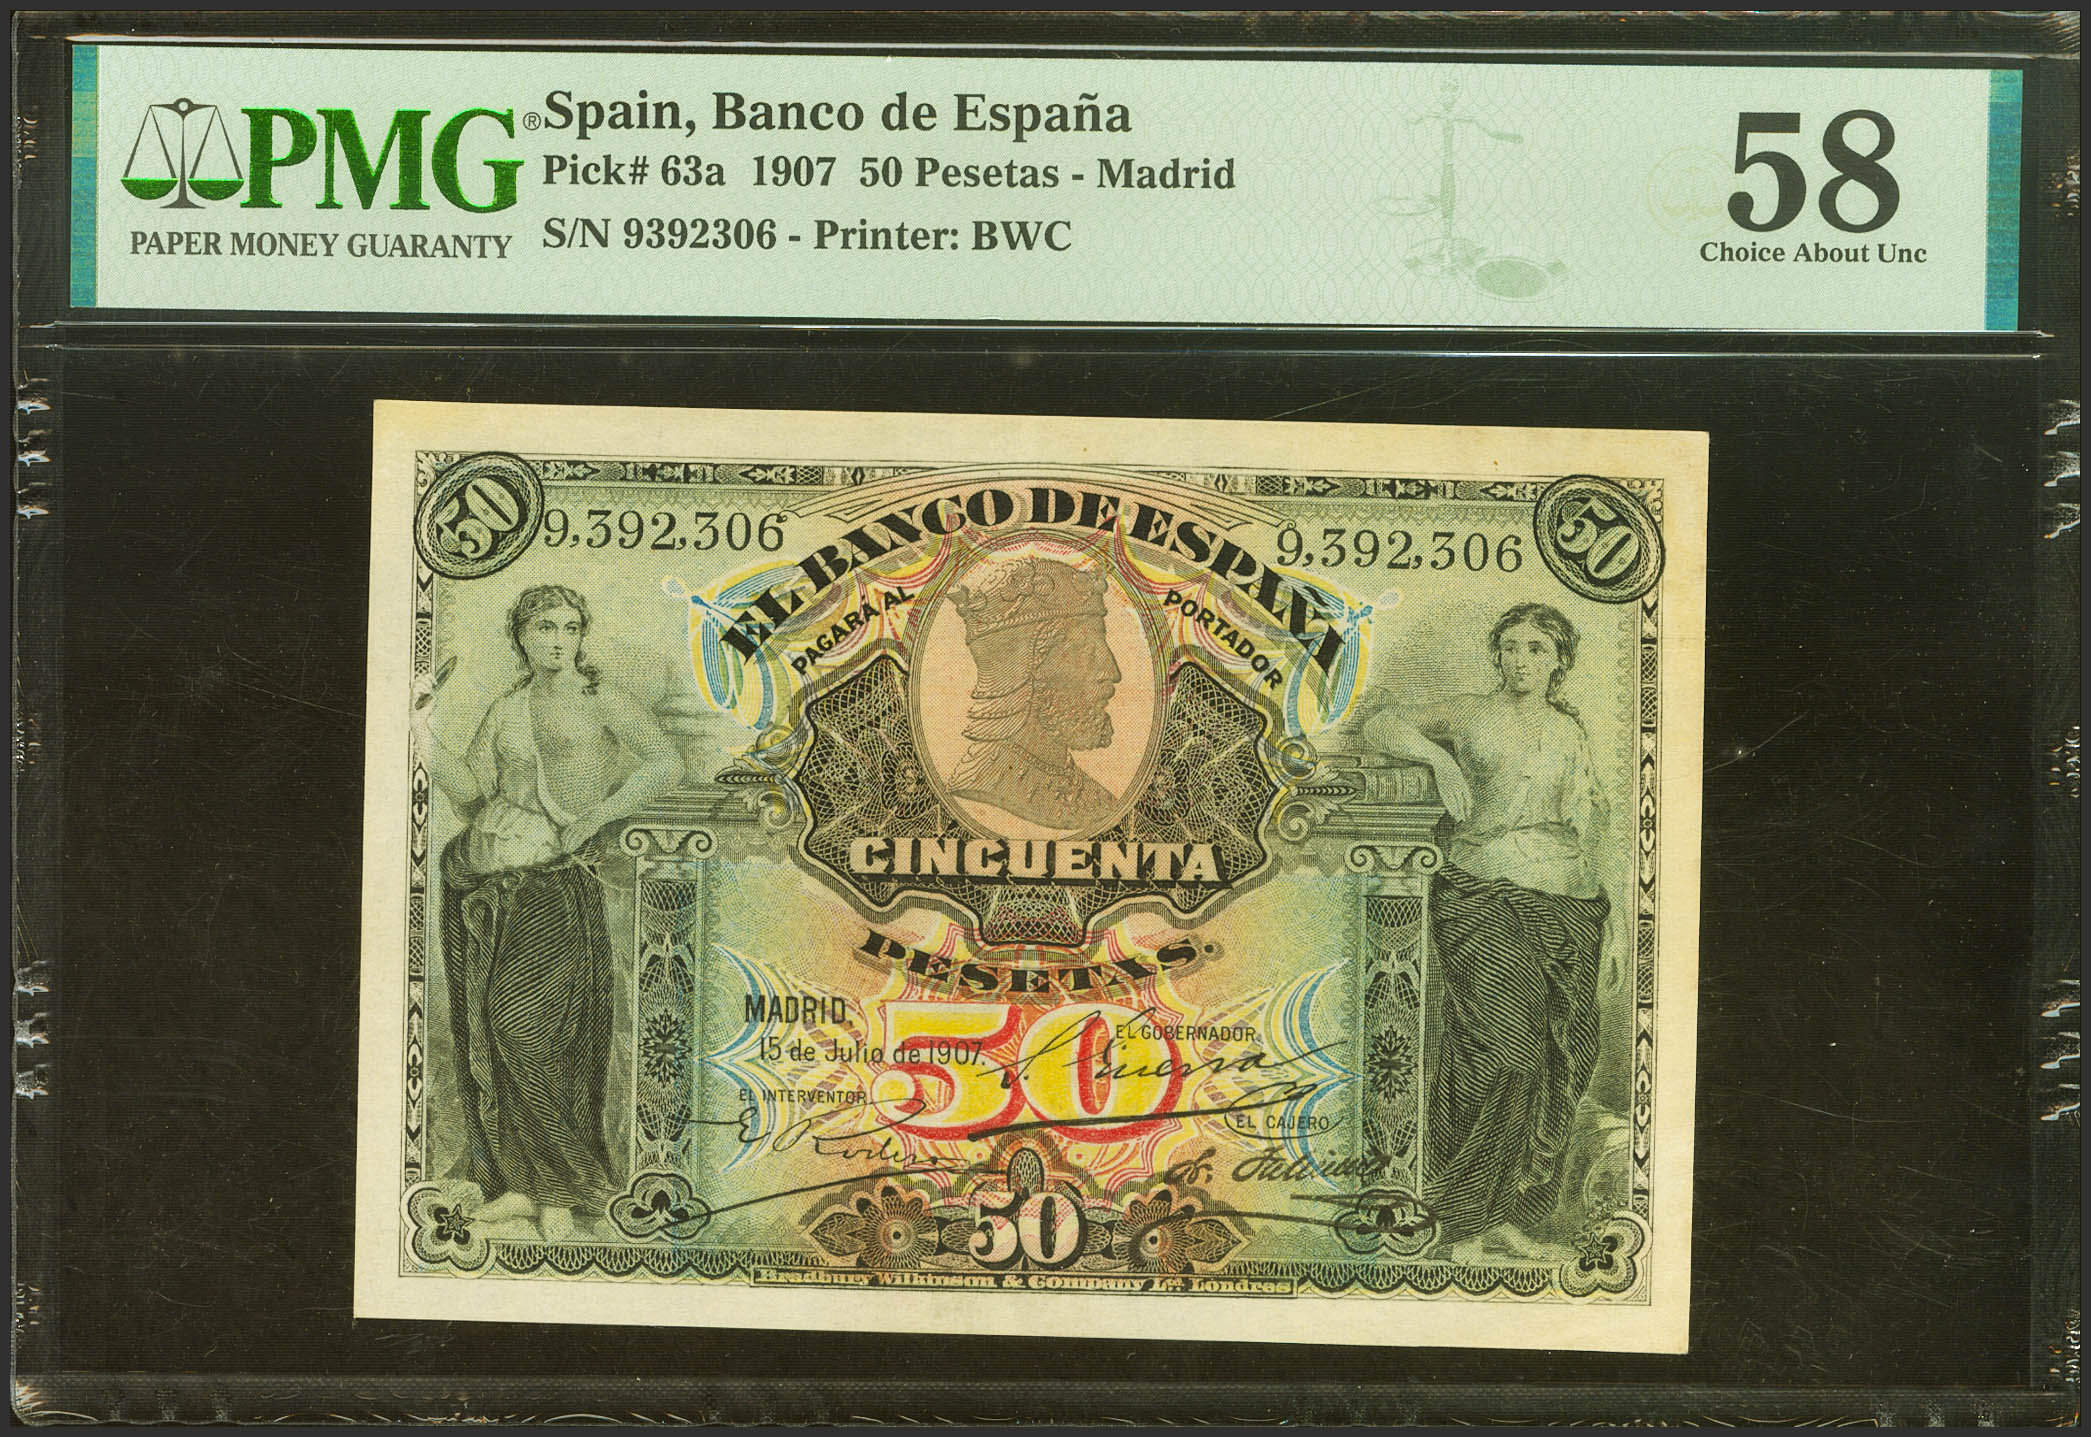 PMG®
PAPER MONEY GUARANTY
Spain, Banco de España
Pick# 63a 1907 50 Pesetas - Madrid
S/N 9392306 - Printer: BWC
58
Choice About Unc
50
9,392,306
9,392,306
50
EL BANCO DE ESPAÑA
PAGARÁ AL PORTADOR
CINCUENTA
PESETAS.
MADRID,
15 de Julio de 1907.
50
EL GOBERNADOR
EL INTERVENTOR
EL CAJERO
50
Bradbury Wilkinson & Company Ld. Londres